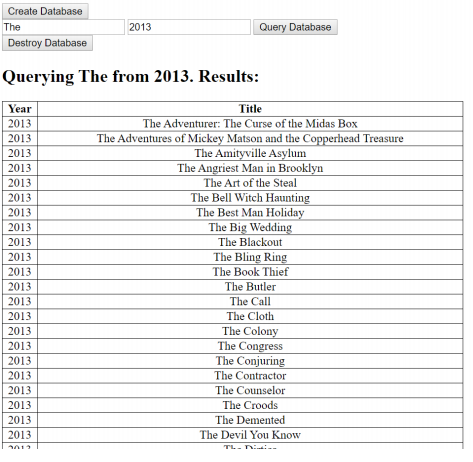 Create Database
The 2013 Query Database
Destroy Database
Querying The from 2013. Results:
Year Title
2013 The Adventurer: The Curse of the Midas Box
2013 The Adventures of Mickey Matson and the Copperhead Treasure
2013 The Amityville Asylum
2013 The Angriest Man in Brooklyn
2013 The Art of the Steal
2013 The Bell Witch Haunting
2013 The Best Man Holiday
2013 The Big Wedding
2013 The Blackout
2013 The Bling Ring
2013 The Book Thief
2013 The Butler
2013 The Call
2013 The Cloth
2013 The Colony
2013 The Congress
2013 The Conjuring
2013 The Contractor
2013 The Counselor
2013 The Croods
2013 The Demented
2013 The Devil You Know
2013 The